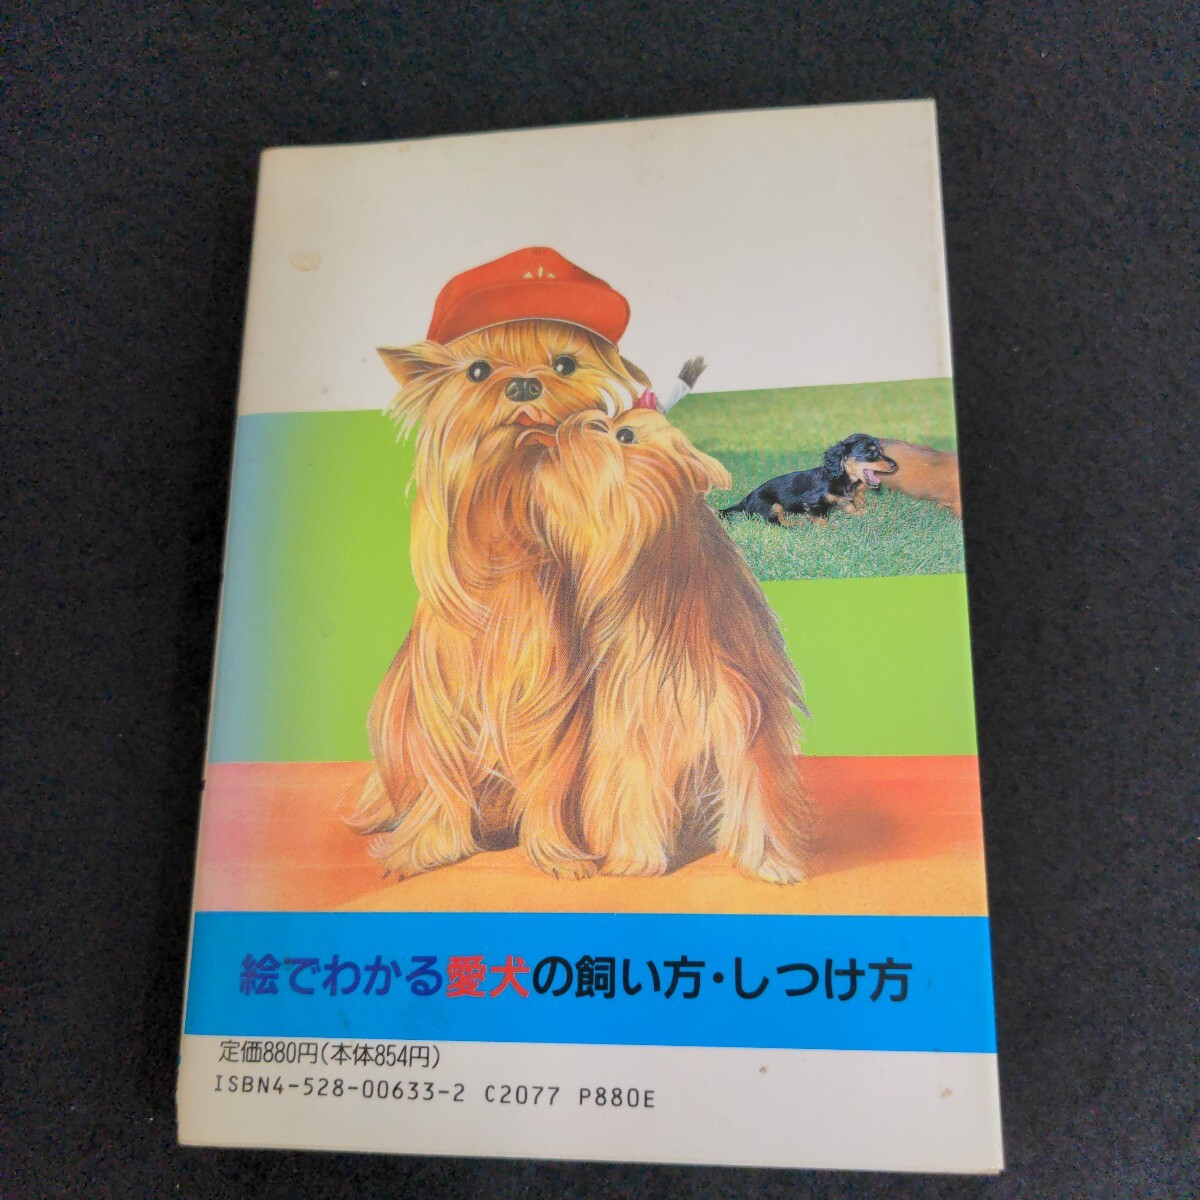 絵でわかる愛犬の飼い方・しつけ方
定価880円(本体854円)
ISBN4-528-00633-2 C2077 P880E